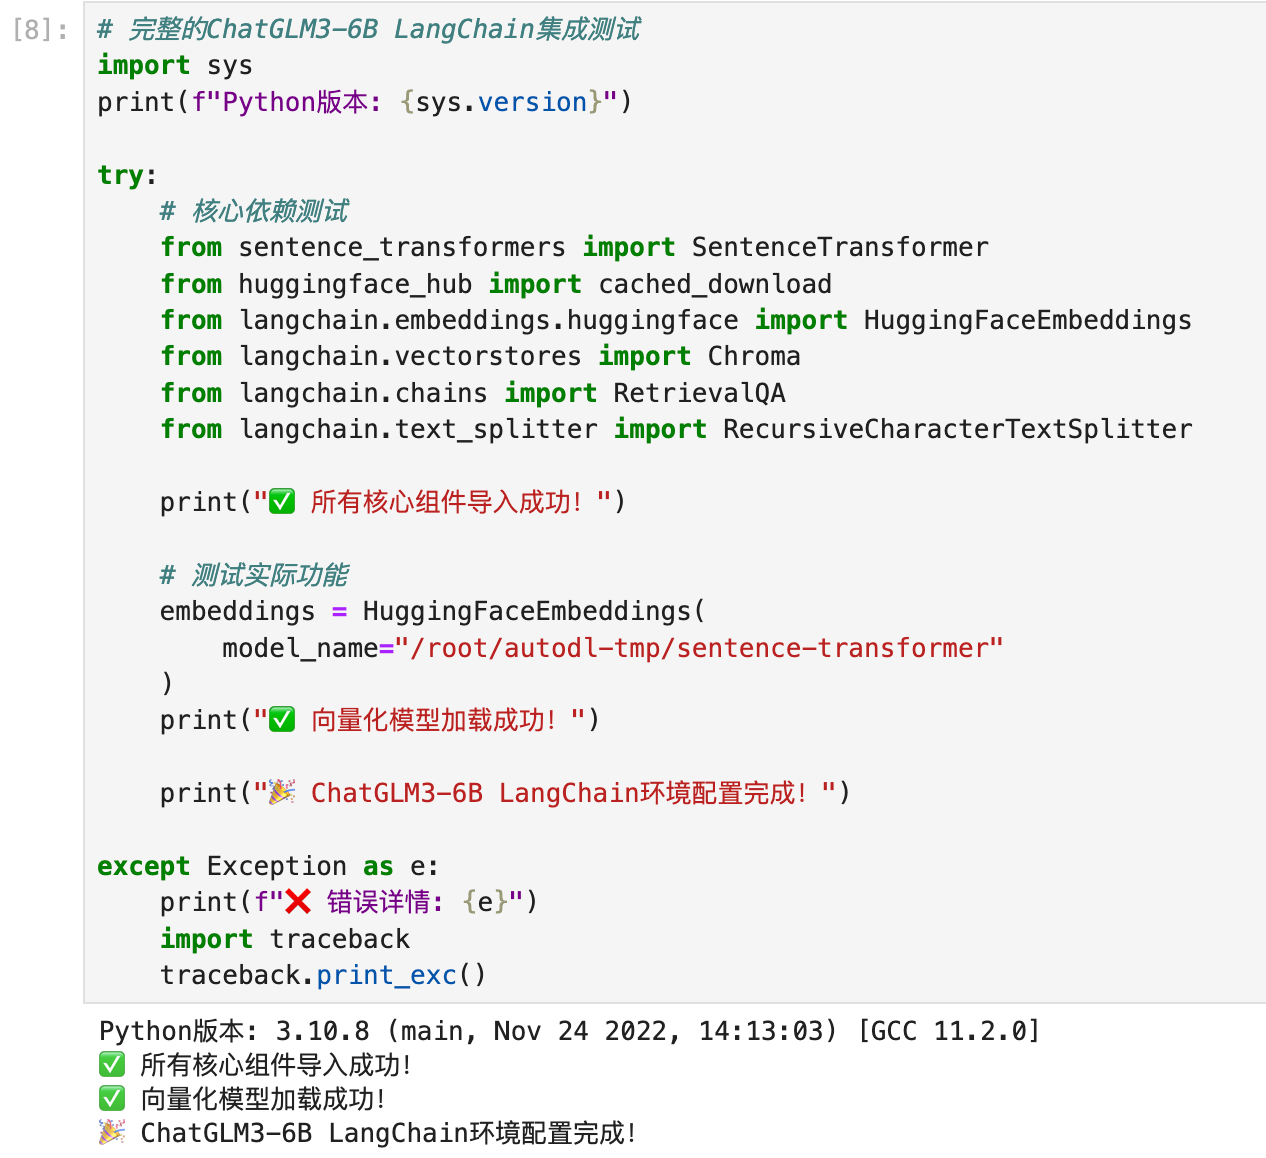 [8]:
# 完整的ChatGLM3-6B LangChain集成测试
import sys
print(f"Python版本: {sys.version}")
try:
    # 核心依赖测试
    from sentence_transformers import SentenceTransformer
    from huggingface_hub import cached_download
    from langchain.embeddings.huggingface import HuggingFaceEmbeddings
    from langchain.vectorstores import Chroma
    from langchain.chains import RetrievalQA
    from langchain.text_splitter import RecursiveCharacterTextSplitter
    print("✅ 所有核心组件导入成功！")
    # 测试实际功能
    embeddings = HuggingFaceEmbeddings(
        model_name="/root/autodl-tmp/sentence-transformer"
    )
    print("✅ 向量化模型加载成功！")
    print("🎉 ChatGLM3-6B LangChain环境配置完成！")
except Exception as e:
    print(f"❌ 错误详情: {e}")
    import traceback
    traceback.print_exc()
Python版本: 3.10.8 (main, Nov 24 2022, 14:13:03) [GCC 11.2.0]
✅ 所有核心组件导入成功！
✅ 向量化模型加载成功！
🎉 ChatGLM3-6B LangChain环境配置完成！